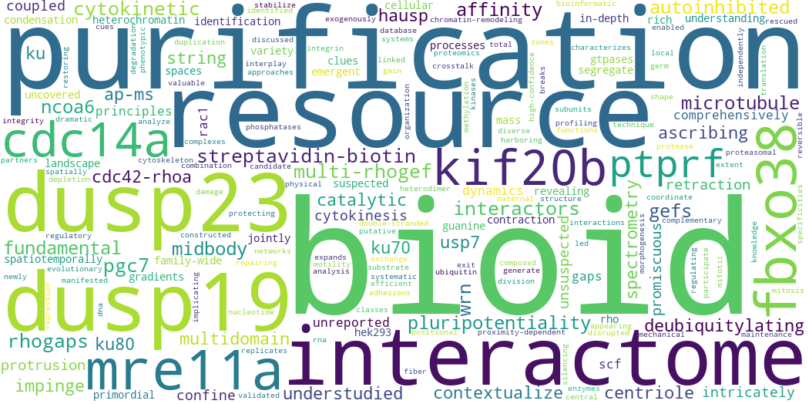 coupled cytokinetic hausp affinity autoinhibited
condensation heterochromatin identification cellular stabilize identified exogenously chromatin-remodeling bioinformatic rescued
cues database enabled
purification
ku duplication string variety integrin clues processes total in-depth rich understanding
restoring degradation phenotypic discussed interplay systems crosstalk gtpases characterizes local
spaces approaches emergent linked proteomics zones segregate germ
uncovered valuable gain high-confidence breaks independently translation
ap-ms resource
ncoa6 principles rac1 organization methylation kinases mass subunits enabled shape microtubule
integrity dramatic analyze phosphatases diverse profiling functions comprehensively
cdc14a complexes harboring technique protease ascribing
partners cytoskeleton combination candidate proteasomal
landscape streptavidin-biotin kif20b ptprf extent fbxo38 reversible
spatially depletion cdc42-rhoa physical suspected multi-rhogef retraction specificities
damage heterodimer dynamics revealing
dusp23 catalytic maternal structure interactors spectrometry coordinate
regulatory protecting cytokinesis contraction interactions gefs complementary
constructed double-stranded putative guanine led unsuspected morphogenesis knowledge
fundamental midbody jointly expands ku70 exchange usp7 gaps promiscuous
spatiotemporally networks motility substrate wrn composed regulating participate mitotic mitosis
pgc7 family-wide repairing analysis systematic ubiquitin exit generate bioid
newly evolutionary gradients efficient division
manifested implicating adhesions
dusp19 repression dna nucleotide classes
unreported pluripotentiality rho deubiquitylating
rhogaps ku80 multidomain hek293 positional proximity-dependent appearing disrupted mechanical maintenance
protrusion replicates rna interactome silencing scf
impinge mre11a fiber enzymes
primordial confine validated understudied central contextualize centriole intricately